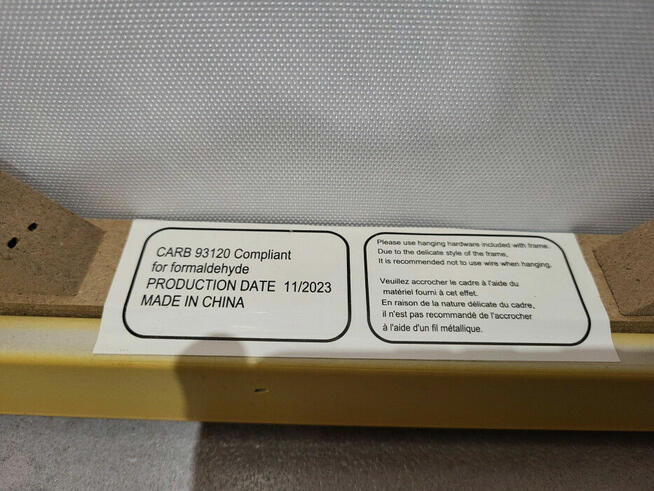 CARB 93120 Compliant
for formaldehyde
PRODUCTION DATE 11/2023
MADE IN CHINA
Please use hanging hardware included with frame.
Due to the delicate style of the frame,
It is recommended not to use wire when hanging.
Veuillez accrocher le cadre à l'aide du
matériel fourni à cet effet.
En raison de la nature délicate du cadre,
il n'est pas recommandé de l'accrocher
à l'aide d'un fil métallique.